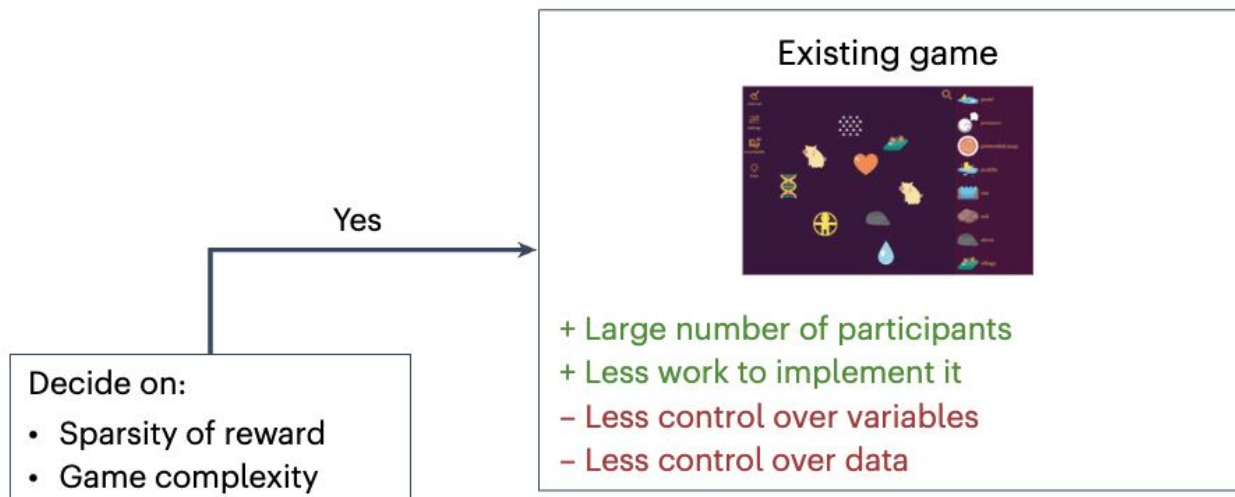 Existing game
Yes
+ Large number of participants
+ Less work to implement it
– Less control over variables
– Less control over data
Decide on:
• Sparsity of reward
• Game complexity